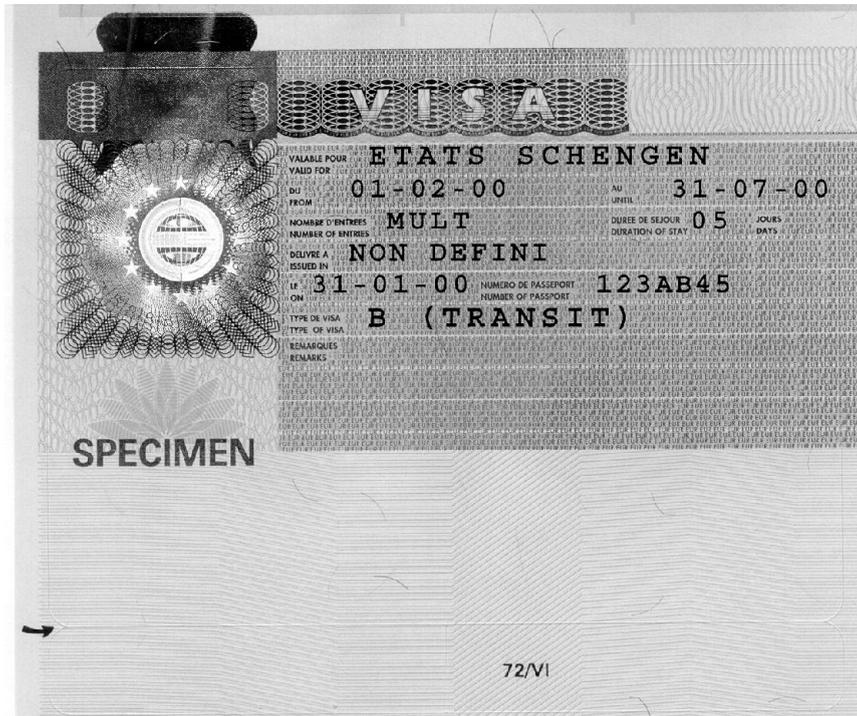 VISA
VALABLE POUR ETATS SCHENGEN
VALID FOR
DU 01-02-00 AU 31-07-00
FROM UNTIL
NOMBRE D'ENTREES MULT DUREE DE SEJOUR 05 JOURS
NUMBER OF ENTRIES DURATION OF STAY DAYS
DELIVRE A NON DEFINI
ISSUED IN
LE 31-01-00 NUMERO DE PASSEPORT 123AB45
ON NUMBER OF PASSPORT
TYPE DE VISA B (TRANSIT)
TYPE OF VISA
REMARQUES
REMARKS
SPECIMEN
72/VI